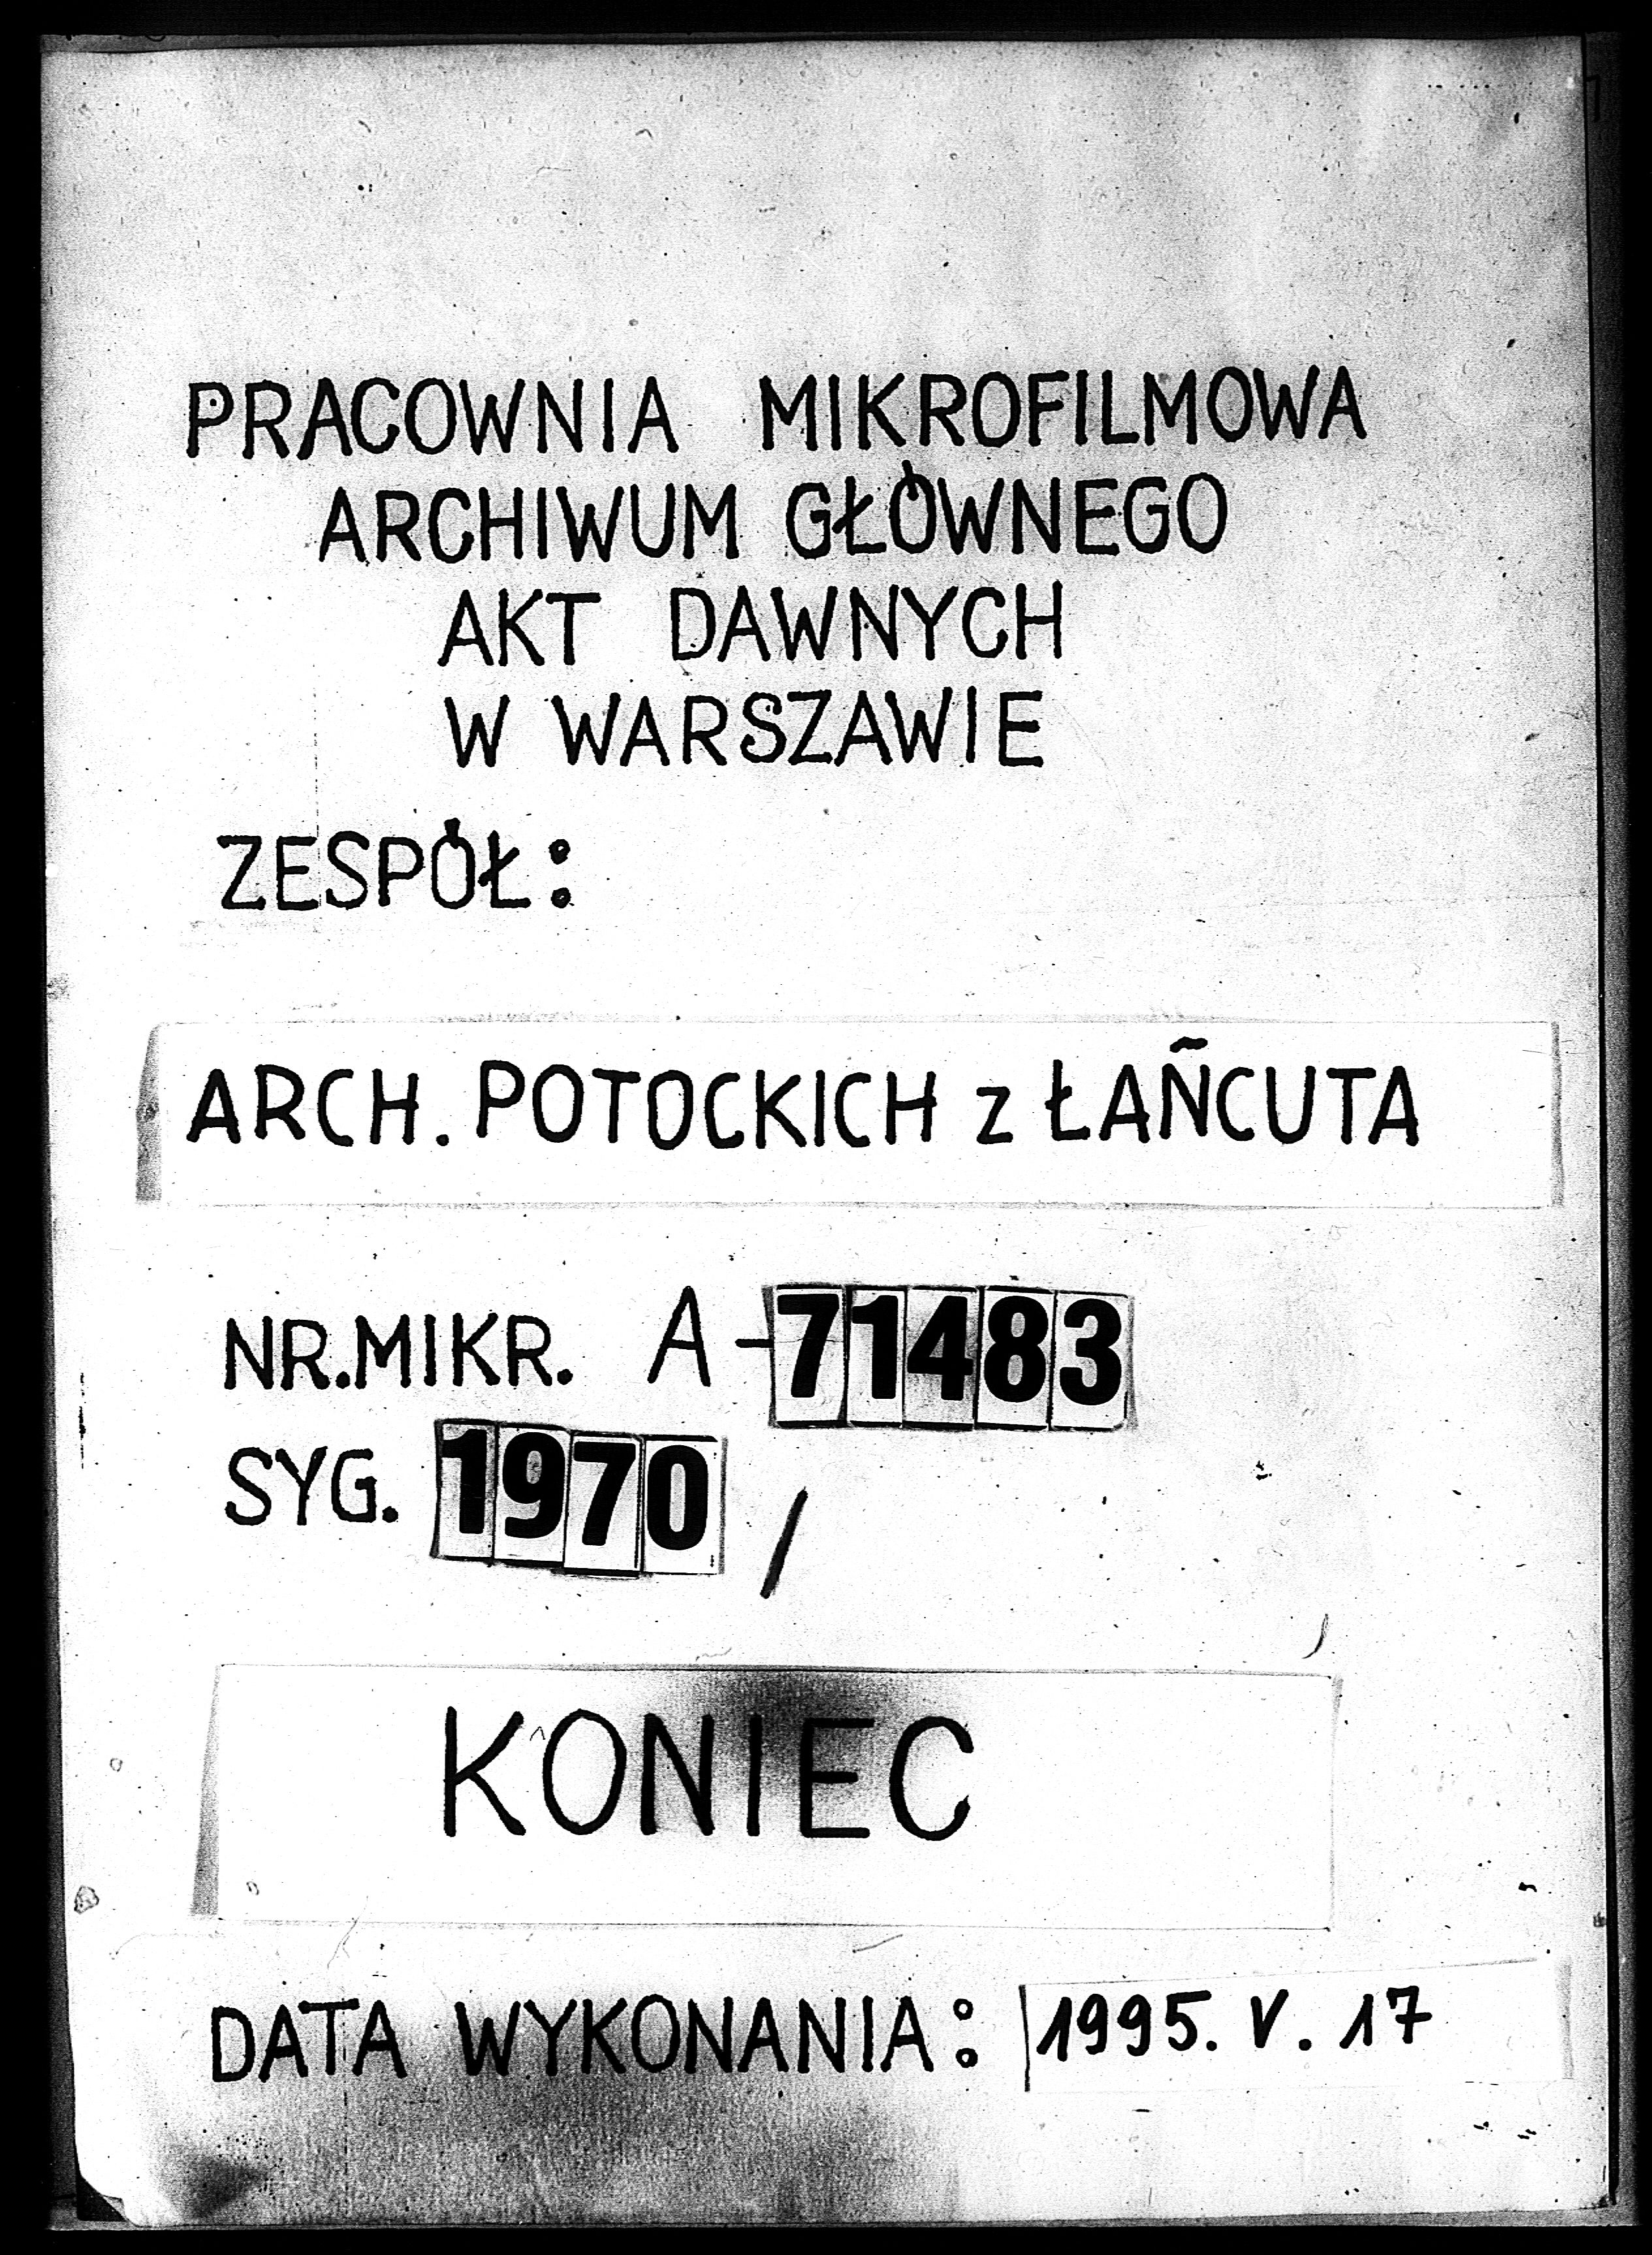 PRACOWNIA MIKROFILMOWA
ARCHIWUM GŁÓWNEGO
AKT DAWNYCH
W WARSZAWIE
ZESPÓŁ:
ARCH. POTOCKICH z ŁAŃCUTA
NR.MIKR. A-71483
SYG. 1970 /
KONIEC
DATA WYKONANIA: 1995. V. 17